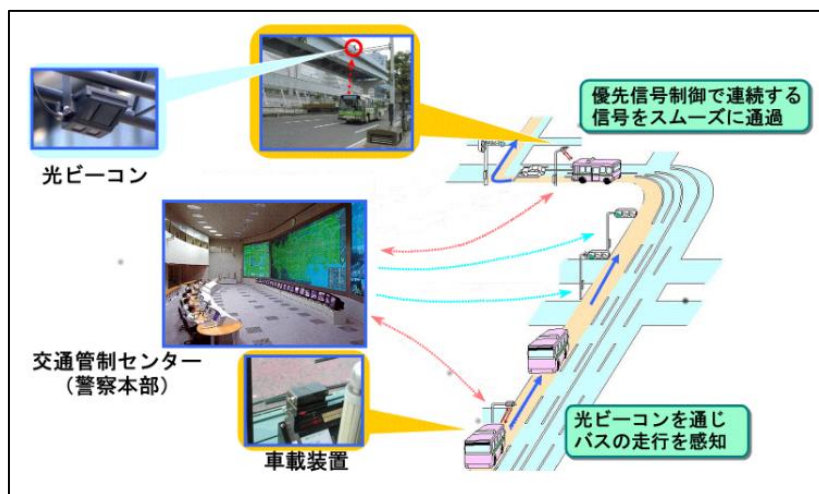 優先信号制御で連続する
信号をスムーズに通過
光ビーコン
交通管制センター
（警察本部）
車載装置
光ビーコンを通じ
バスの走行を感知